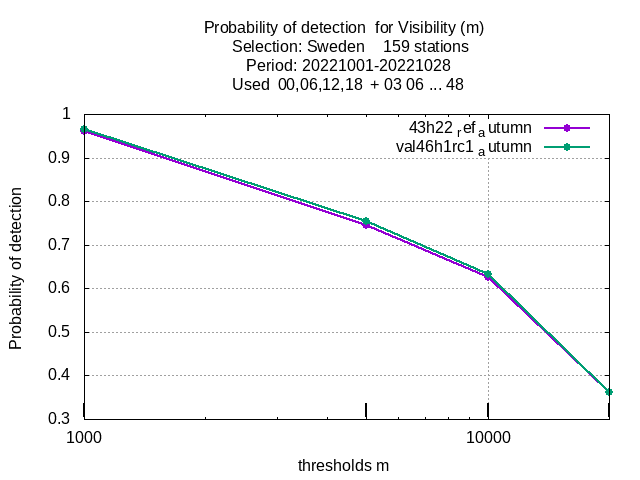 Probability of detection  for Visibility (m)
Selection: Sweden    159 stations
Period: 20221001-20221028
Used  00,06,12,18  + 03 06 ... 48
43h22 ref autumn
val46h1rc1 autumn
1
0.9
0.8
0.7
0.6
0.5
0.4
0.3
Probability of detection
1000
10000
thresholds m